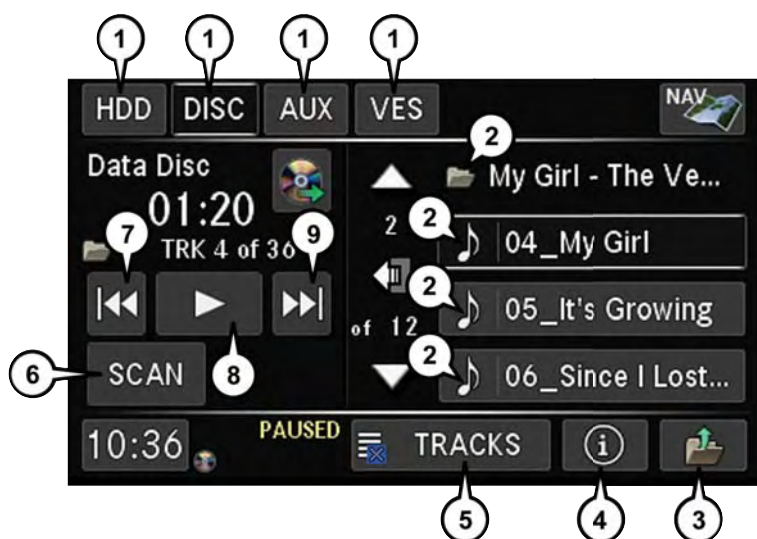 1 1 1 1
HDD DISC AUX VES NAV
Data Disc
01:20
TRK 4 of 36
7 9
6 SCAN 8
2
of 12
2 My Girl - The Ve...
2 04_My Girl
2 05_It's Growing
2 06_Since I Lost...
10:36 PAUSED TRACKS i
5 4 3